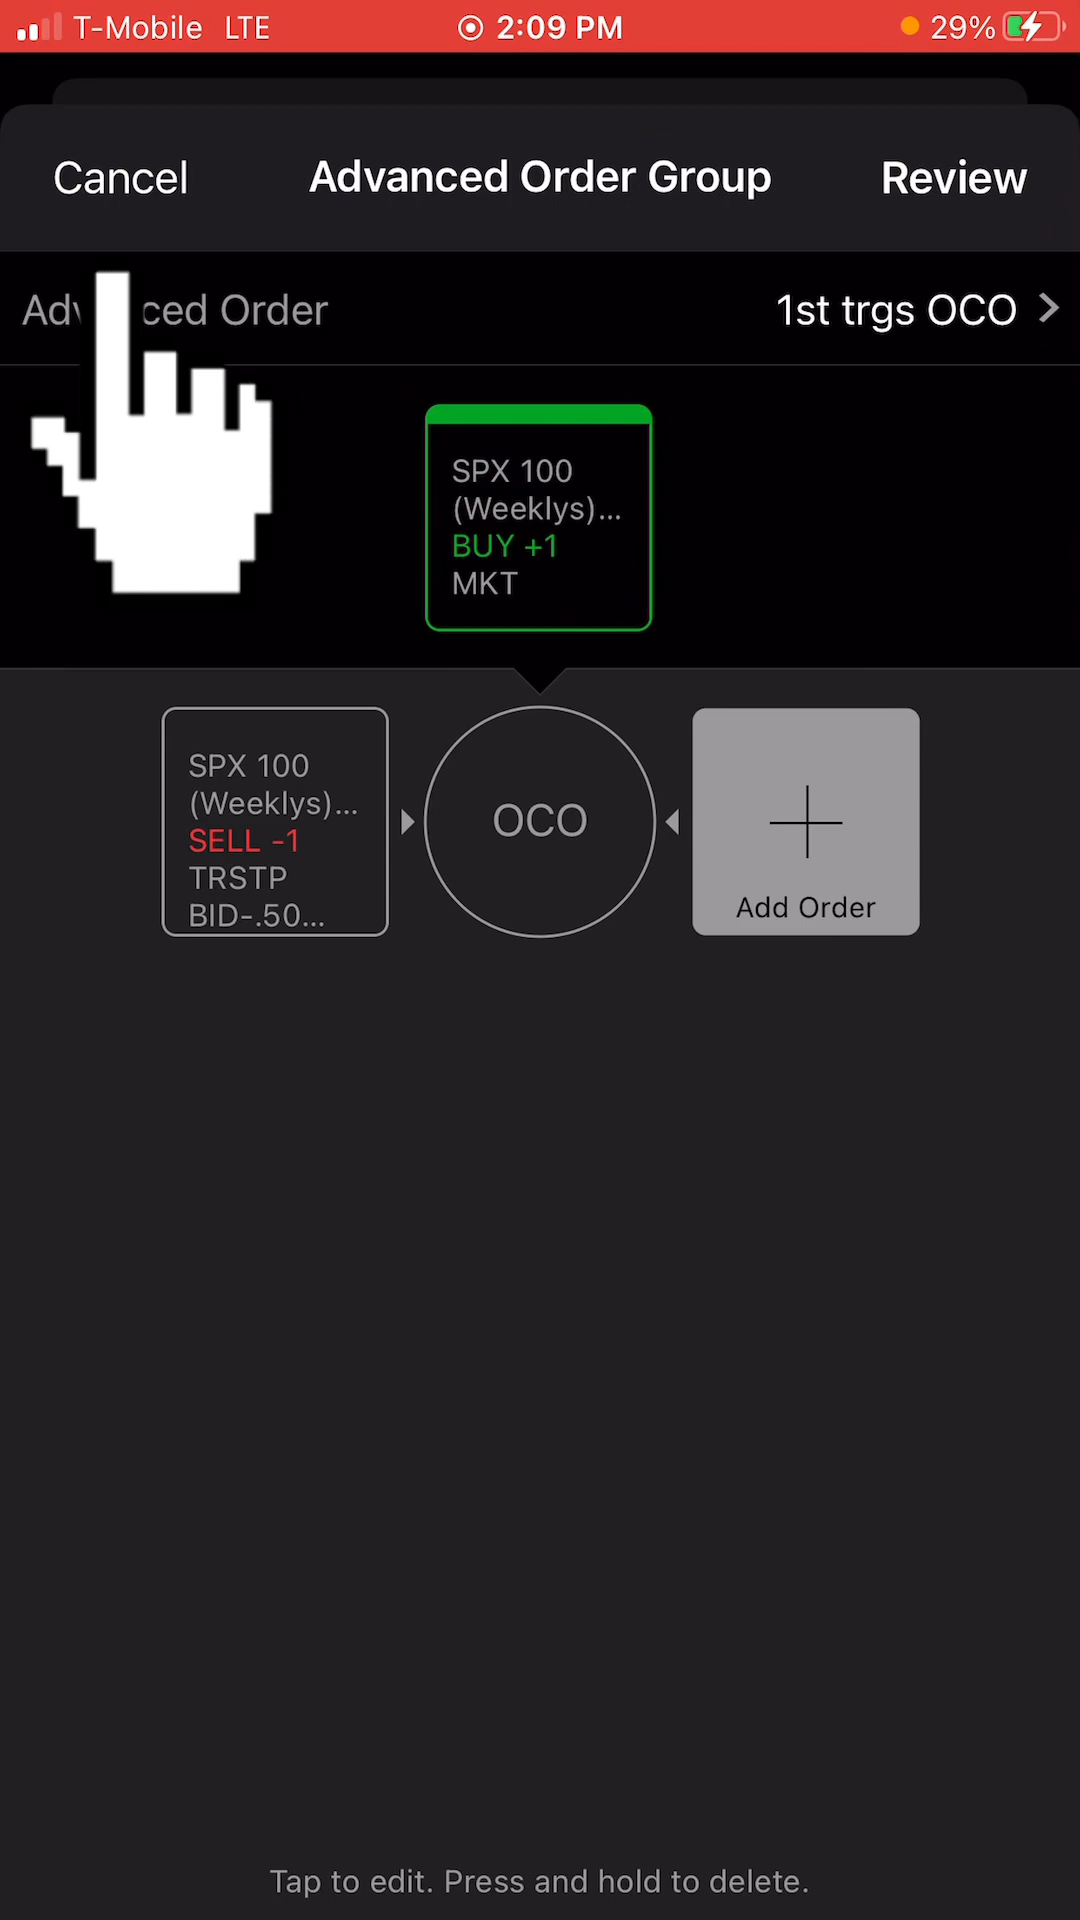 T-Mobile LTE 2:09 PM 29%
Cancel Advanced Order Group Review
Order 1st trgs OCO
SPX 100
(Weeklys)...
BUY +1
MKT
SPX 100
(Weeklys)...
SELL -1
TRSTP
BID-.50...
OCO
Add Order
Tap to edit. Press and hold to delete.